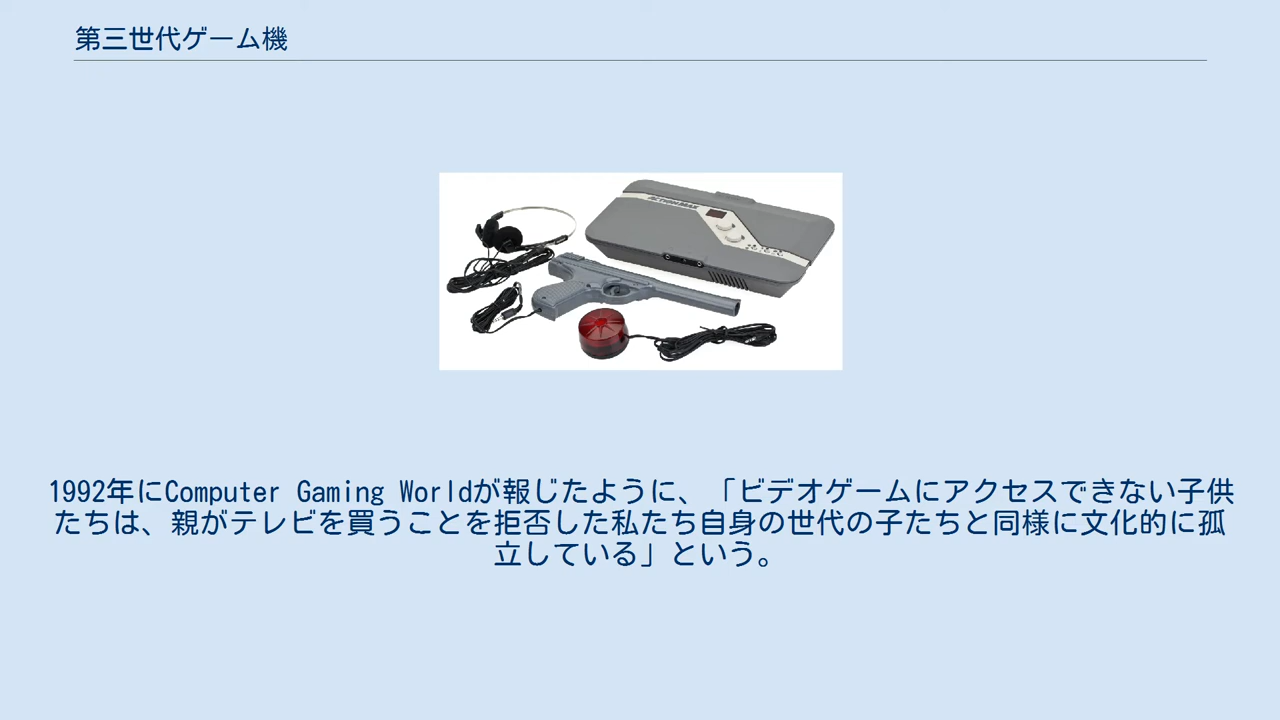 第三世代ゲーム機
ACTION MAX
1992年にComputer Gaming Worldが報じたように、「ビデオゲームにアクセスできない子供
たちは、親がテレビを買うことを拒否した私たち自身の世代の子たちと同様に文化的に孤
立している」という。